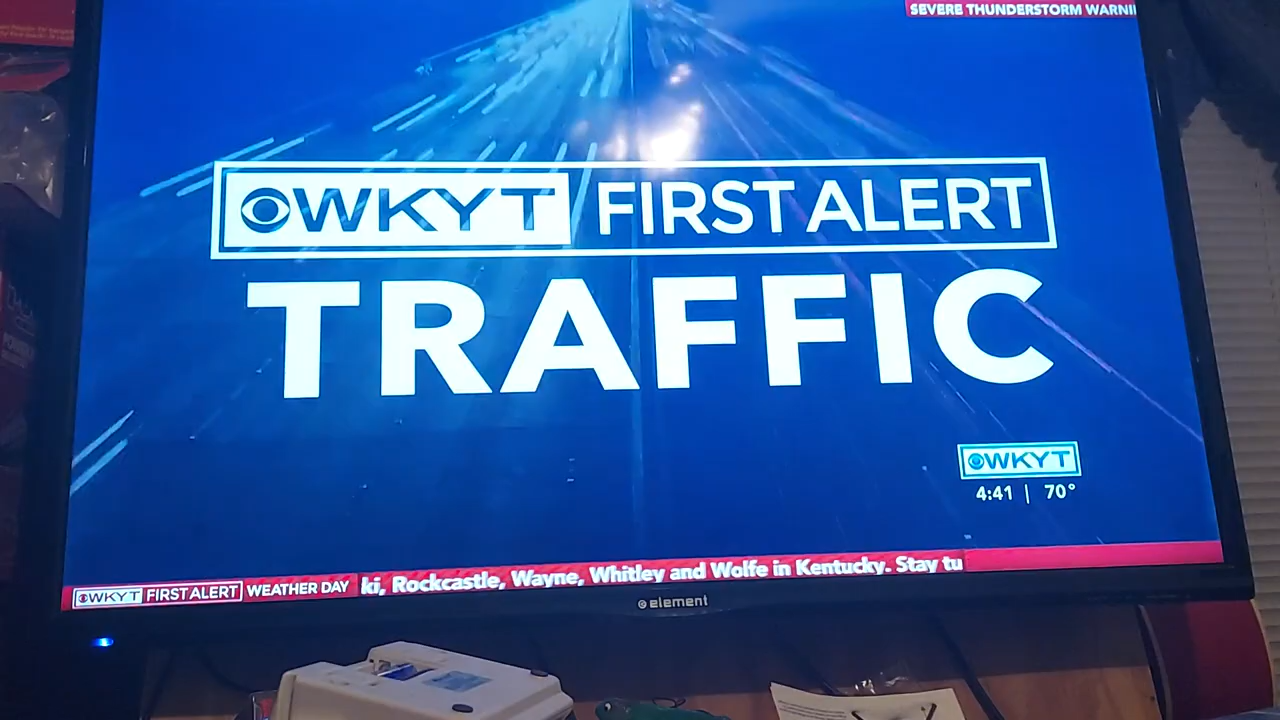 SEVERE THUNDERSTORM WARNI
WKYT FIRST ALERT
TRAFFIC
WKYT
4:41 | 70°
WKYT FIRST ALERT WEATHER DAY ki, Rockcastle, Wayne, Whitley and Wolfe in Kentucky. Stay tu
element